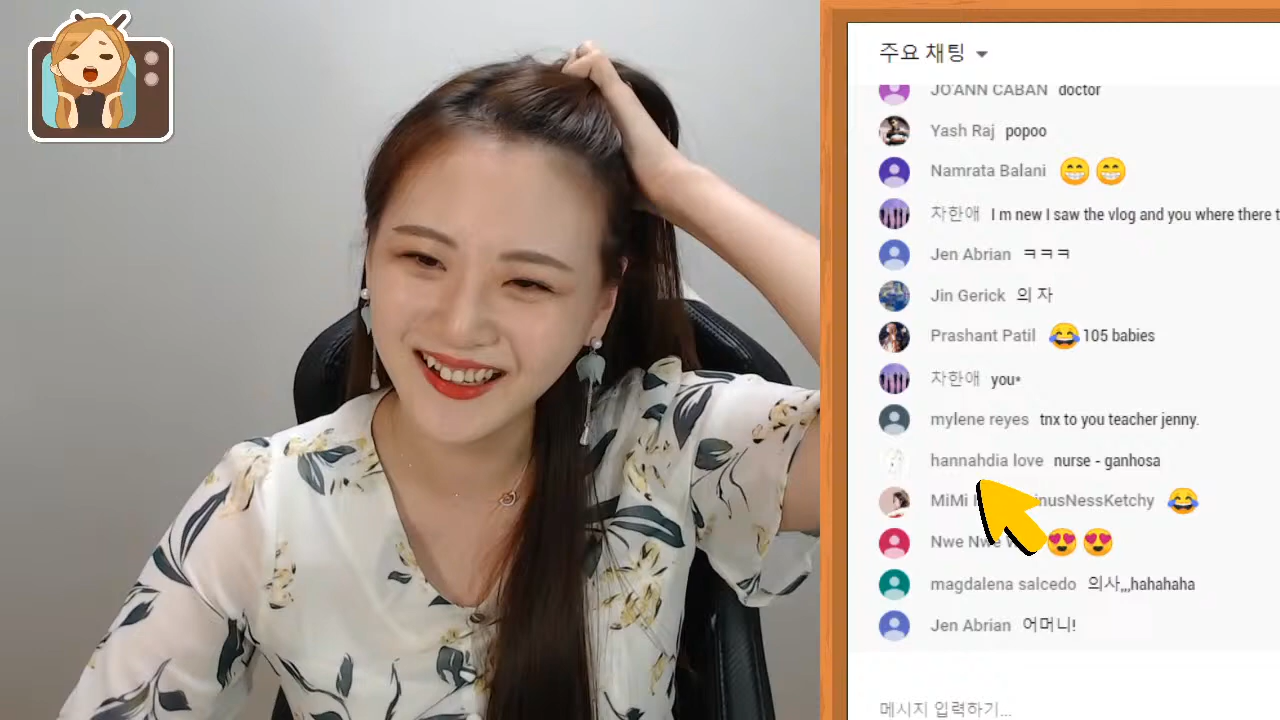 주요 채팅
JO'ANN CABAN doctor
Yash Raj popoo
Namrata Balani
차한애 I m new I saw the vlog and you where there t
Jen Abrian ㅋㅋㅋ
Jin Gerick 의 자
Prashant Patil 😂105 babies
차한애 you*
mylene reyes tnx to you teacher jenny.
hannahdia love nurse - ganhosa
MiMi
Nwe Nwe
magdalena salcedo 의사,,,hahahaha
Jen Abrian 어머니!
메시지 입력하기...